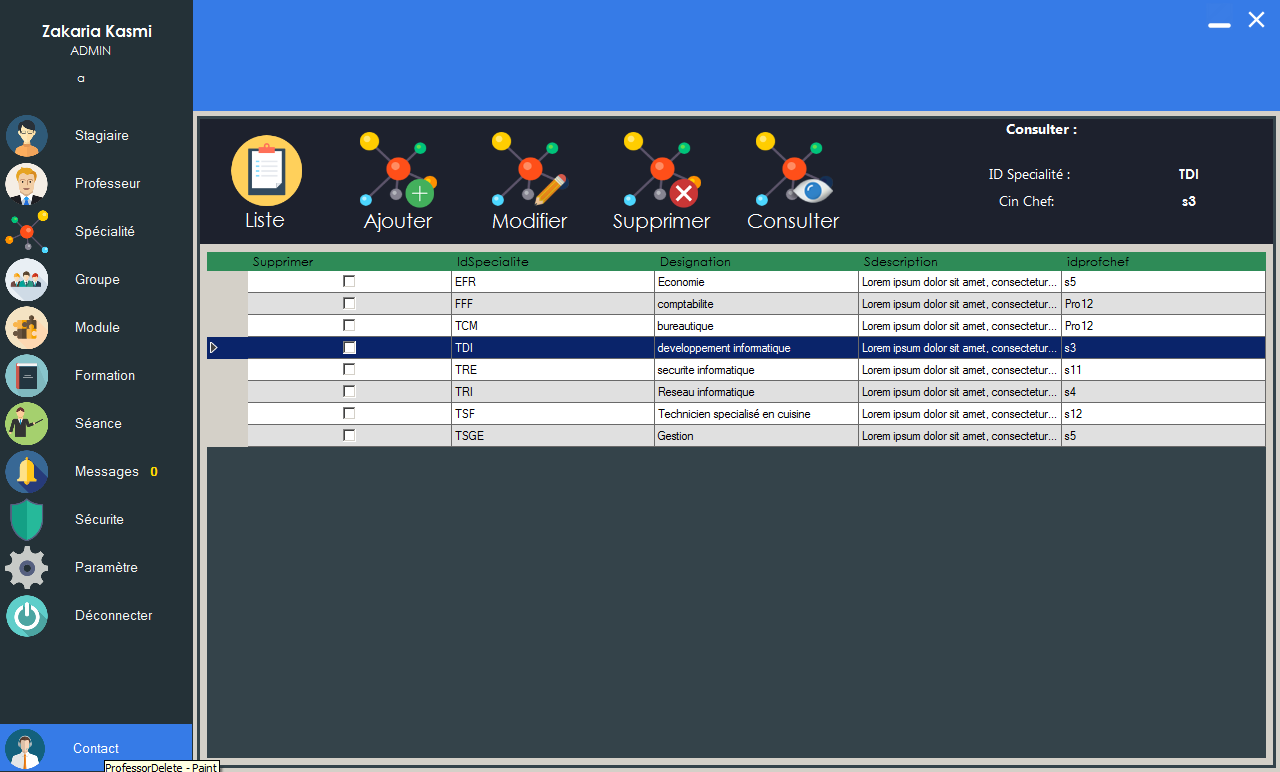 Zakaria Kasmi
ADMIN
a
Stagiaire
Professeur
Spécialité
Groupe
Module
Formation
Séance
Messages 0
Sécurite
Paramètre
Déconnecter
Contact
ProfessorDelete - Paint
Liste
Ajouter
Modifier
Supprimer
Consulter
Consulter :
ID Specialité : TDI
Cin Chef: s3
Supprimer IdSpecialite Designation Sdescription idprofchef
EFR Economie Lorem ipsum dolor sit amet, consectetur... s5
FFF comptabilite Lorem ipsum dolor sit amet, consectetur... Pro12
TCM bureautique Lorem ipsum dolor sit amet, consectetur... Pro12
TDI developpement informatique Lorem ipsum dolor sit amet, consectetur... s3
TRE securite informatique Lorem ipsum dolor sit amet, consectetur... s11
TRI Reseau informatique Lorem ipsum dolor sit amet, consectetur... s4
TSF Technicien specialisé en cuisine Lorem ipsum dolor sit amet, consectetur... s12
TSGE Gestion Lorem ipsum dolor sit amet, consectetur... s5